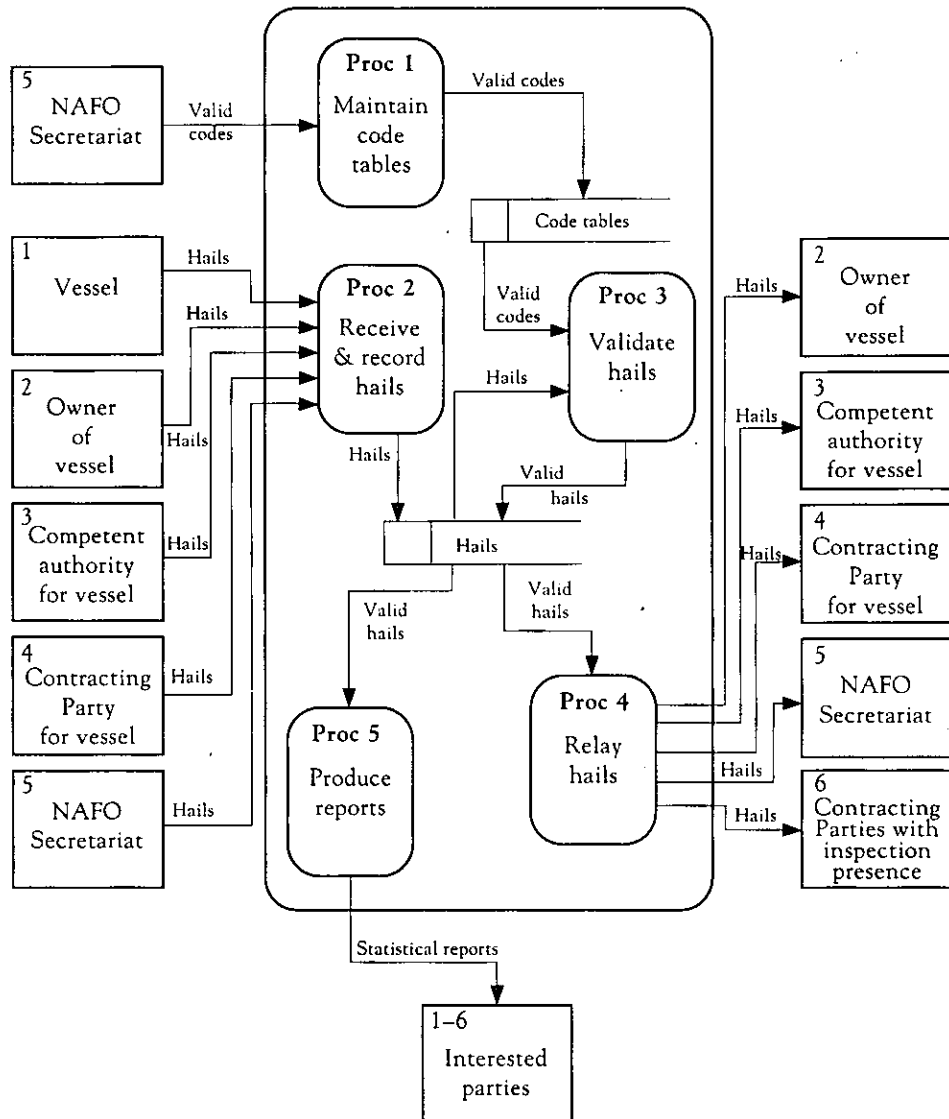 5
NAFO
Secretariat
Valid
codes
Proc 1
Maintain
code
tables
Valid codes
Code tables
1
Vessel
Hails
2
Owner
of
vessel
Hails
3
Competent
authority
for vessel
Hails
4
Contracting
Party
for vessel
Hails
5
NAFO
Secretariat
Hails
Proc 2
Receive
& record
hails
Hails
Valid
codes
Proc 3
Validate
hails
Hails
Valid
hails
Hails
Valid
hails
Valid
hails
Proc 5
Produce
reports
Proc 4
Relay
hails
Hails
2
Owner
of
vessel
Hails
3
Competent
authority
for vessel
Hails
4
Contracting
Party
for vessel
Hails
5
NAFO
Secretariat
Hails
6
Contracting
Parties with
inspection
presence
Statistical reports
1–6
Interested
parties